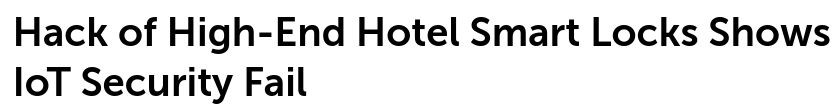 Hack of High-End Hotel Smart Locks Shows
IoT Security Fail